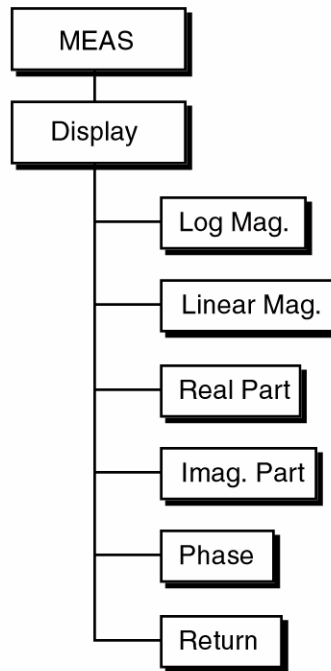 MEAS
Display
Log Mag.
Linear Mag.
Real Part
Imag. Part
Phase
Return